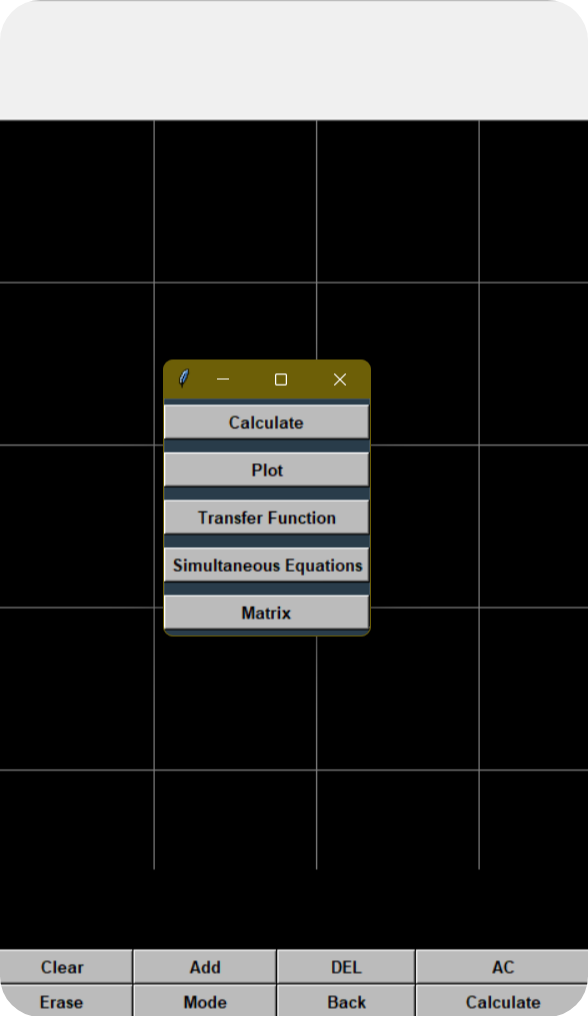 Calculate
Plot
Transfer Function
Simultaneous Equations
Matrix
Clear Add DEL AC
Erase Mode Back Calculate